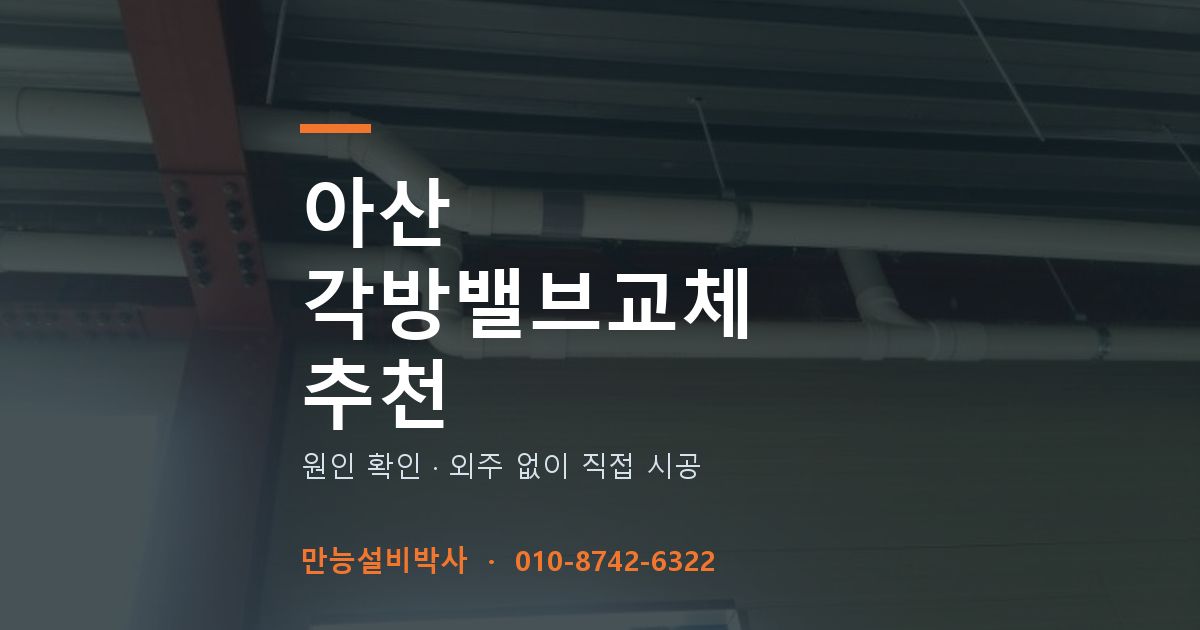 아산
각방밸브교체
추천
원인 확인 · 외주 없이 직접 시공
만능설비박사 · 010-8742-6322